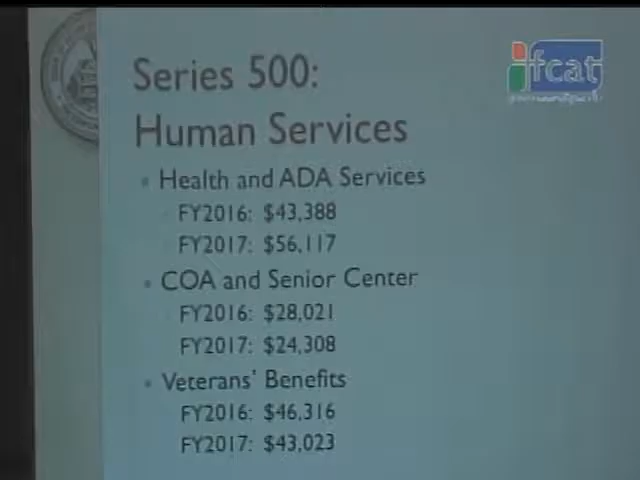 Series 500:
Human Services
• Health and ADA Services
FY2016: $43,388
FY2017: $56,117
• COA and Senior Center
FY2016: $28,021
FY2017: $24,308
• Veterans' Benefits
FY2016: $46,316
FY2017: $43,023
ifcat